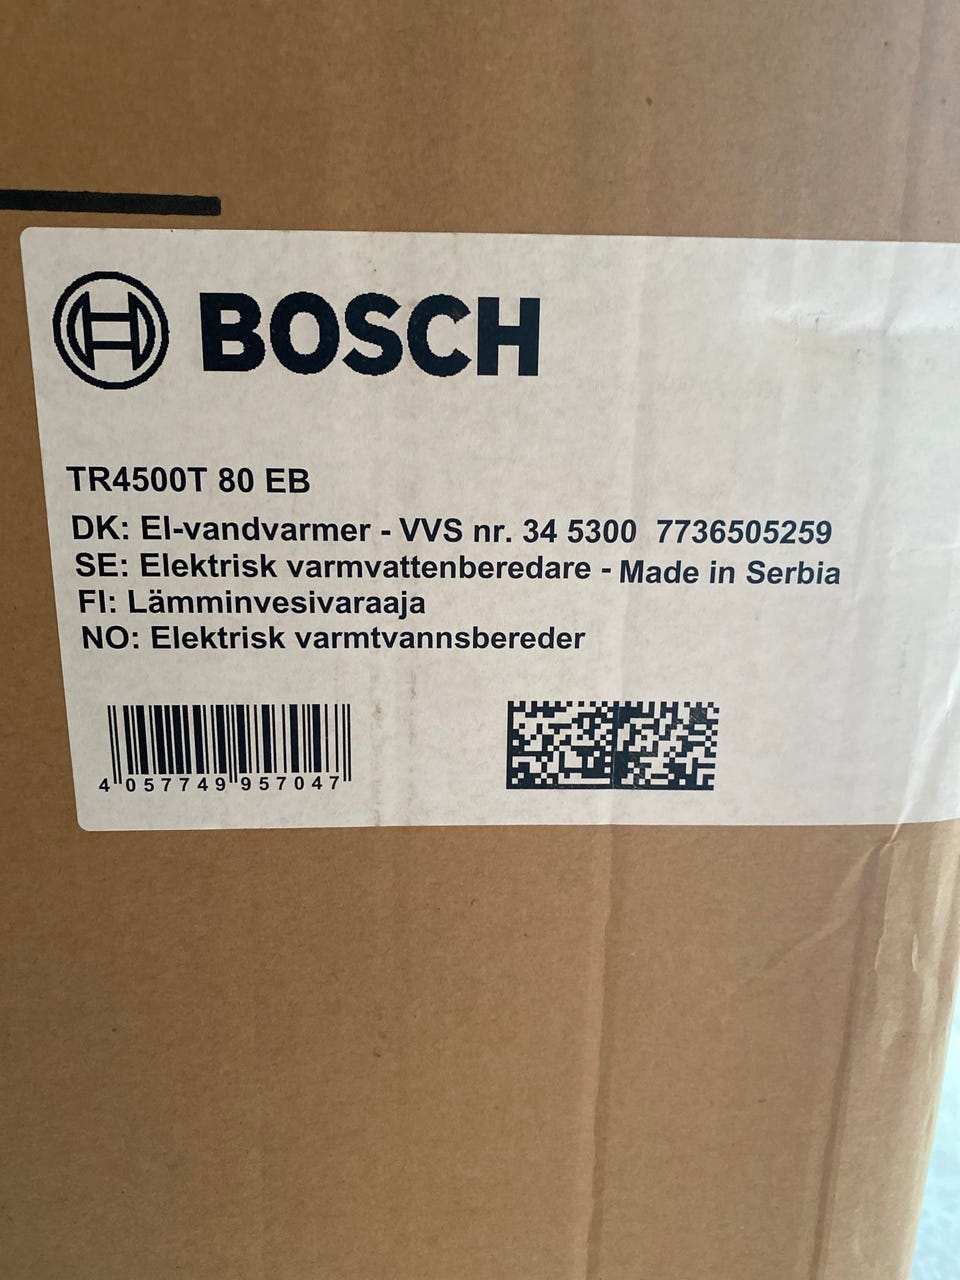 BOSCH
TR4500T 80 EB
DK: El-vandvarmer - VVS nr. 34 5300 7736505259
SE: Elektrisk varmvattenberedare - Made in Serbia
FI: Lämminvesivaraaja
NO: Elektrisk varmtvannsbereder
4 057749 957047